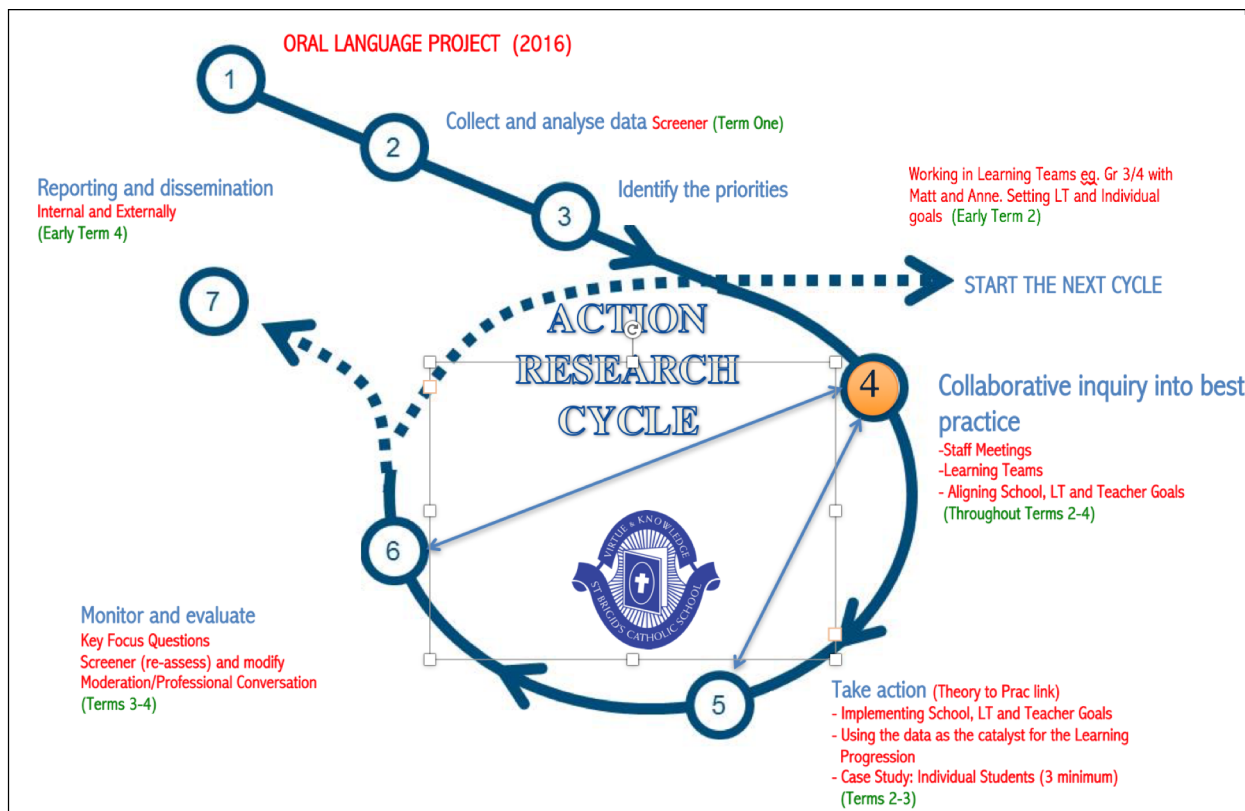 ORAL LANGUAGE PROJECT (2016)
1
2
Collect and analyse data Screener (Term One)
3
Identify the priorities
Working in Learning Teams eg. Gr 3/4 with
Matt and Anne. Setting LT and Individual
goals (Early Term 2)
Reporting and dissemination
Internal and Externally
(Early Term 4)
7
START THE NEXT CYCLE
ACTION
RESEARCH
CYCLE
4
Collaborative inquiry into best
practice
-Staff Meetings
-Learning Teams
- Aligning School, LT and Teacher Goals
(Throughout Terms 2-4)
VIRTUE & KNOWLEDGE
ST BRIGID'S CATHOLIC SCHOOL
6
Monitor and evaluate
Key Focus Questions
Screener (re-assess) and modify
Moderation/Professional Conversation
(Terms 3-4)
5
Take action (Theory to Prac link)
- Implementing School, LT and Teacher Goals
- Using the data as the catalyst for the Learning
Progression
- Case Study: Individual Students (3 minimum)
(Terms 2-3)